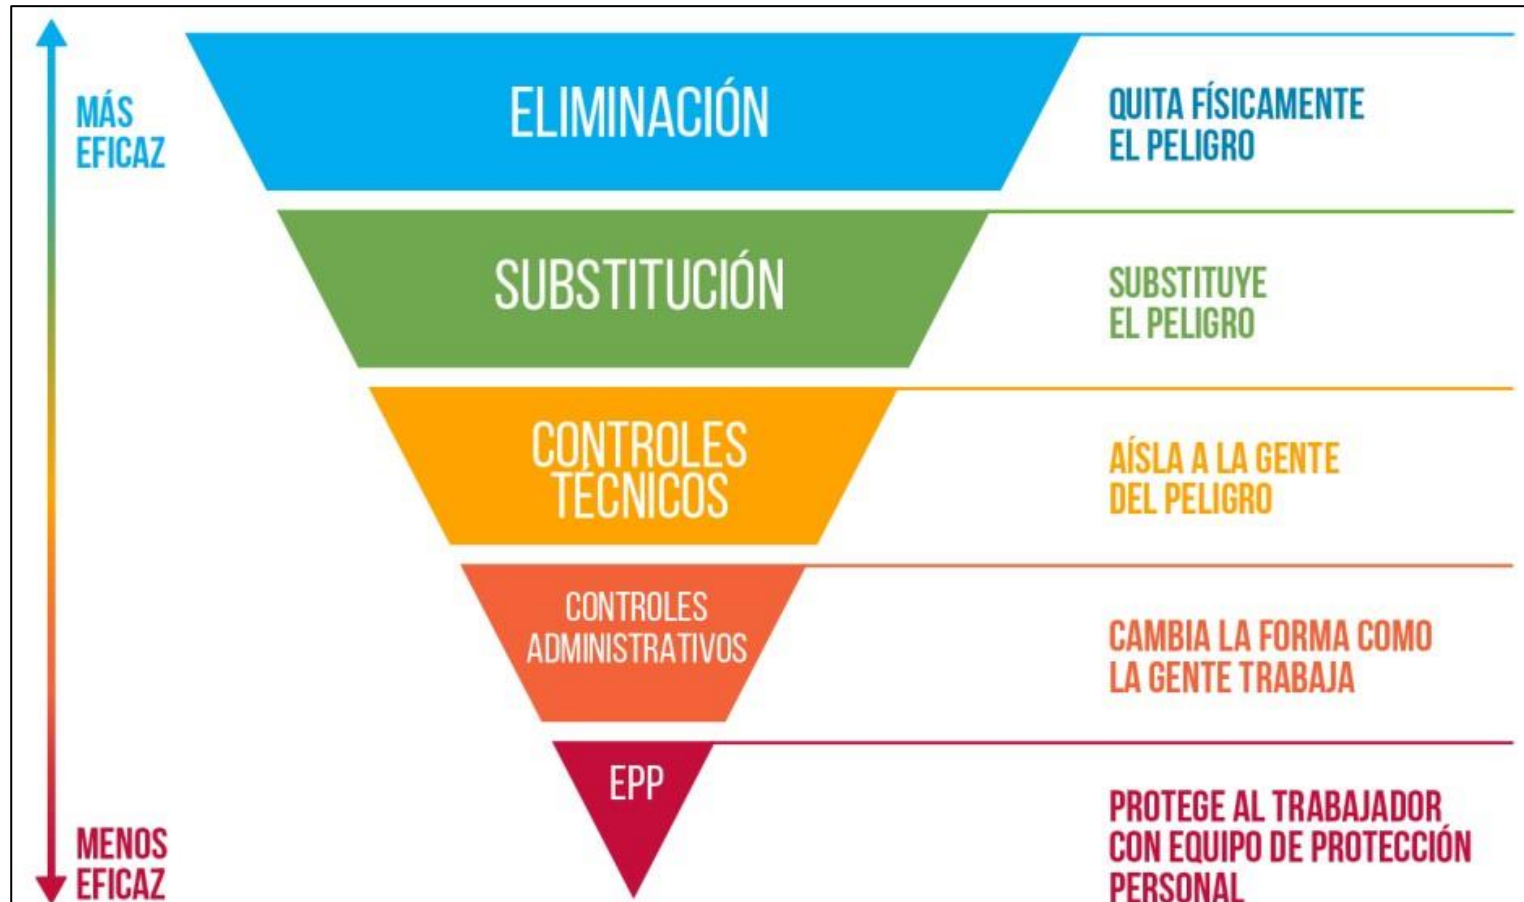 MÁS
EFICAZ
ELIMINACIÓN
QUITA FÍSICAMENTE
EL PELIGRO
SUBSTITUCIÓN
SUBSTITUYE
EL PELIGRO
CONTROLES
TÉCNICOS
AÍSLA A LA GENTE
DEL PELIGRO
CONTROLES
ADMINISTRATIVOS
CAMBIA LA FORMA COMO
LA GENTE TRABAJA
EPP
PROTEGE AL TRABAJADOR
CON EQUIPO DE PROTECCIÓN
PERSONAL
MENOS
EFICAZ